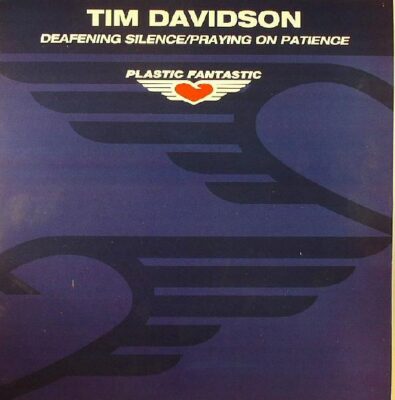 TIM DAVIDSON
DEAFENING SILENCE/PRAYING ON PATIENCE
PLASTIC FANTASTIC